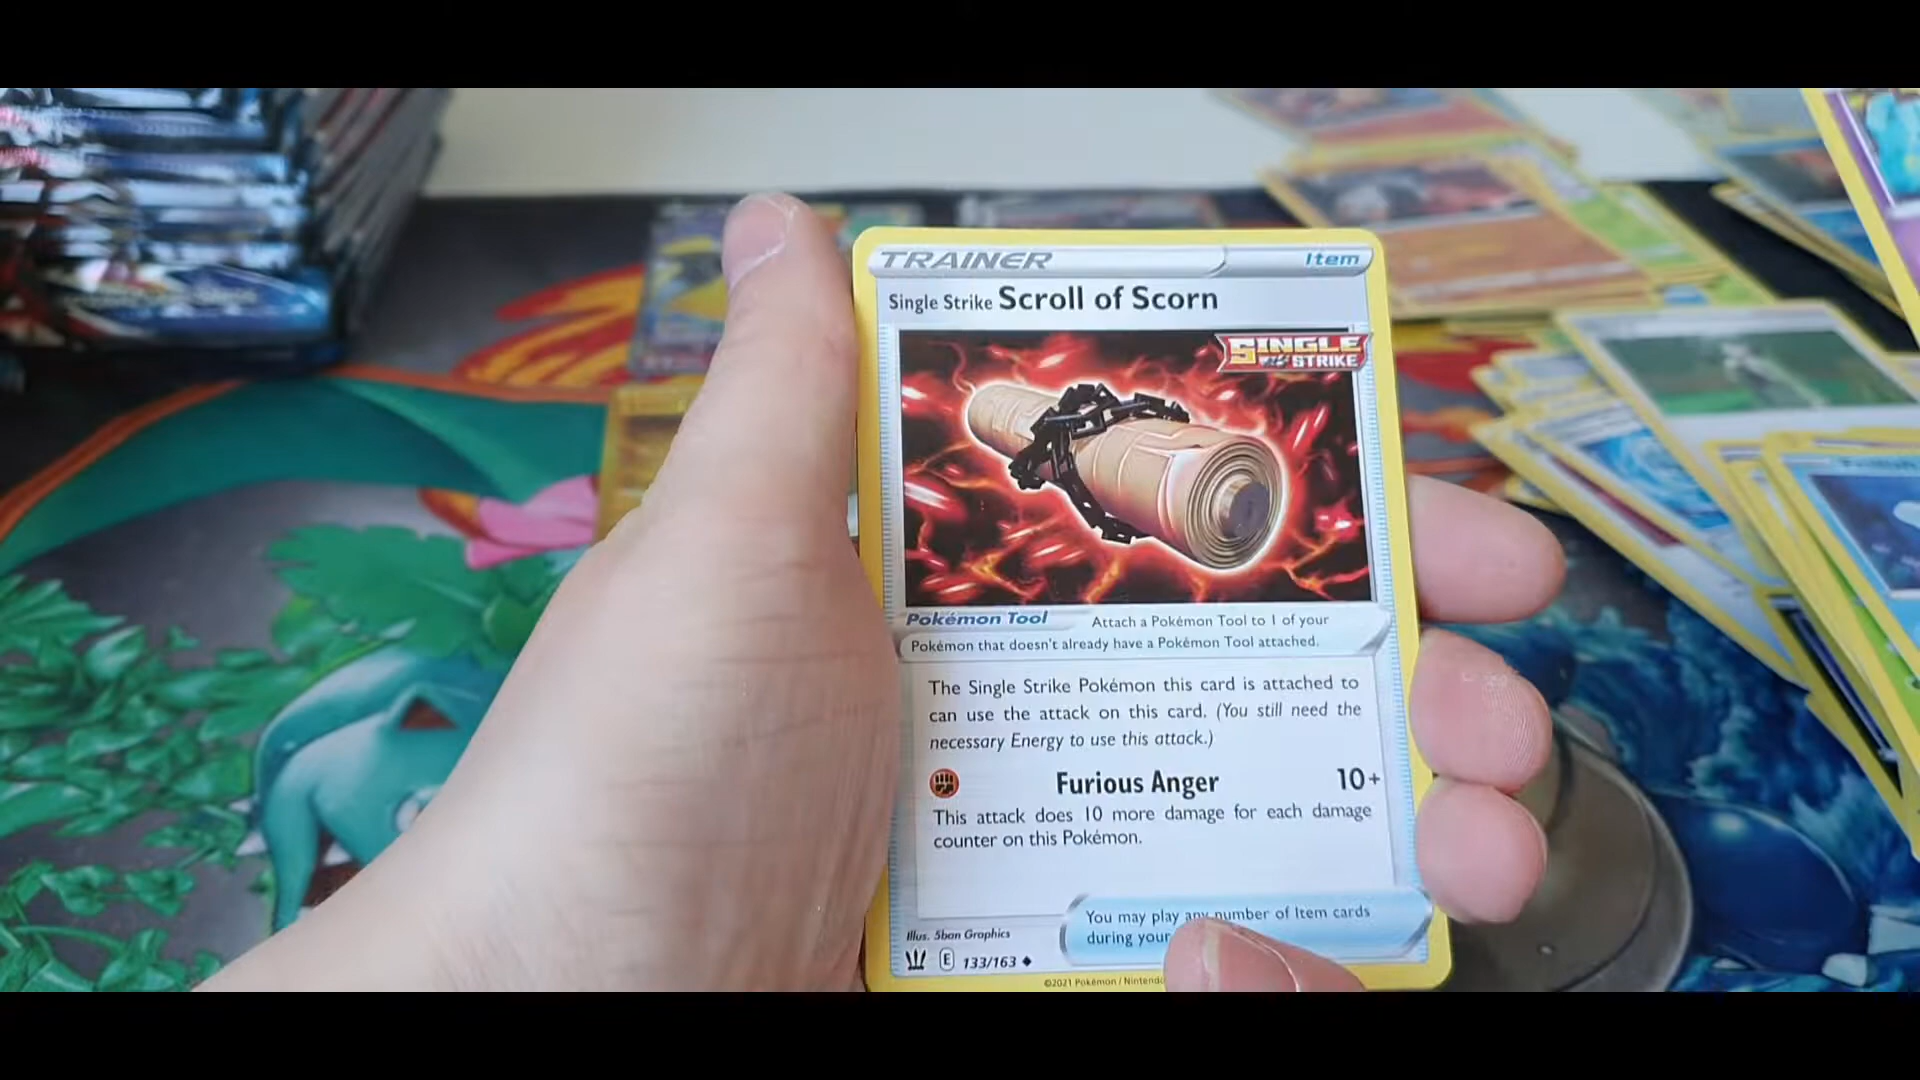 TRAINER Item
Single Strike Scroll of Scorn
SINGLE
STRIKE
Pokémon Tool Attach a Pokémon Tool to 1 of your
Pokémon that doesn't already have a Pokémon Tool attached.
The Single Strike Pokémon this card is attached to
can use the attack on this card. (You still need the
necessary Energy to use this attack.)
Furious Anger 10+
This attack does 10 more damage for each damage
counter on this Pokémon.
You may play any number of Item cards
during your
Illus. 5ban Graphics
E 133/163
©2021 Pokémon / Nintendo